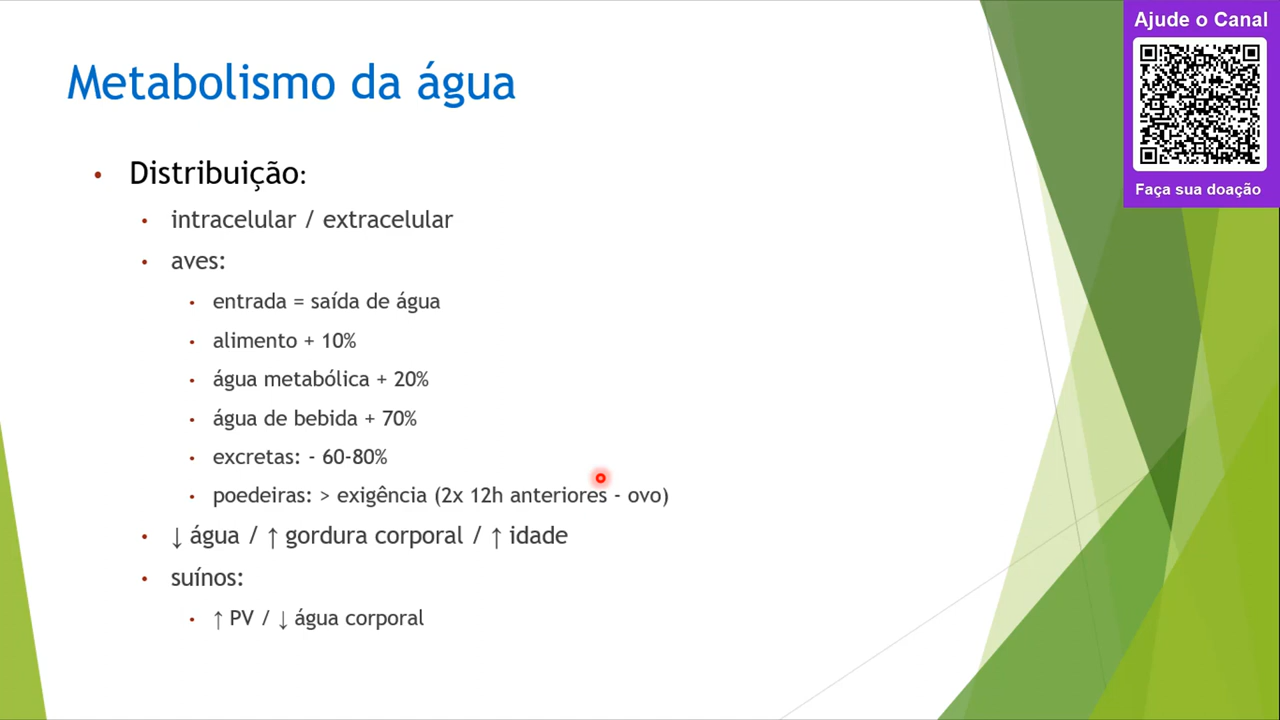 Metabolismo da água
• Distribuição:
• intracelular / extracelular
• aves:
• entrada = saída de água
• alimento + 10%
• água metabólica + 20%
• água de bebida + 70%
• excretas: - 60-80%
• poedeiras: > exigência (2x 12h anteriores - ovo)
• ↓ água / ↑ gordura corporal / ↑ idade
• suínos:
• ↑ PV / ↓ água corporal
Ajude o Canal
Faça sua doação